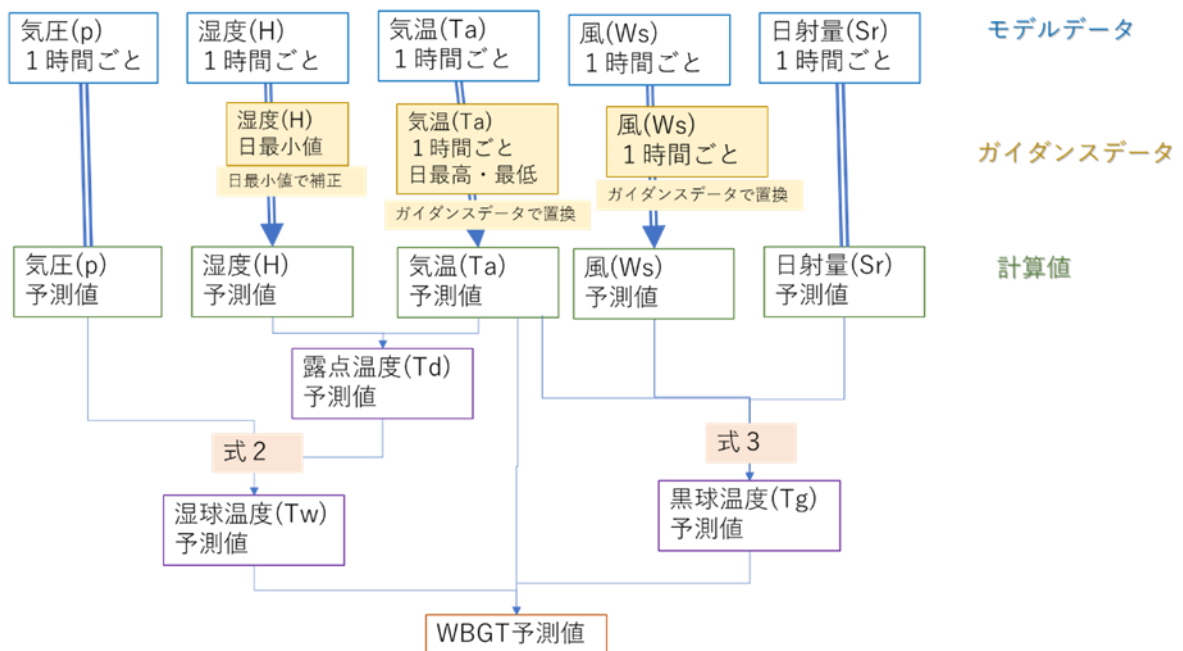 気圧(p)
１時間ごと
湿度(H)
１時間ごと
気温(Ta)
１時間ごと
風(Ws)
１時間ごと
日射量(Sr)
１時間ごと
モデルデータ
湿度(H)
日最小値
日最小値で補正
気温(Ta)
１時間ごと
日最高・最低
ガイダンスデータで置換
風(Ws)
１時間ごと
ガイダンスデータで置換
ガイダンスデータ
気圧(p)
予測値
湿度(H)
予測値
気温(Ta)
予測値
風(Ws)
予測値
日射量(Sr)
予測値
計算値
露点温度(Td)
予測値
式２
式３
湿球温度(Tw)
予測値
黒球温度(Tg)
予測値
WBGT予測値